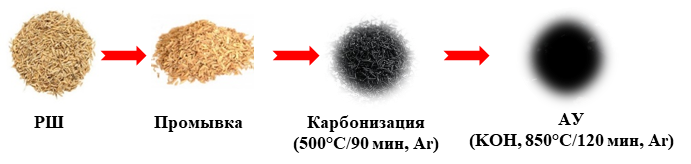 РШ
Промывка
Карбонизация
(500°C/90 мин, Ar)
АУ
(KOH, 850°C/120 мин, Ar)